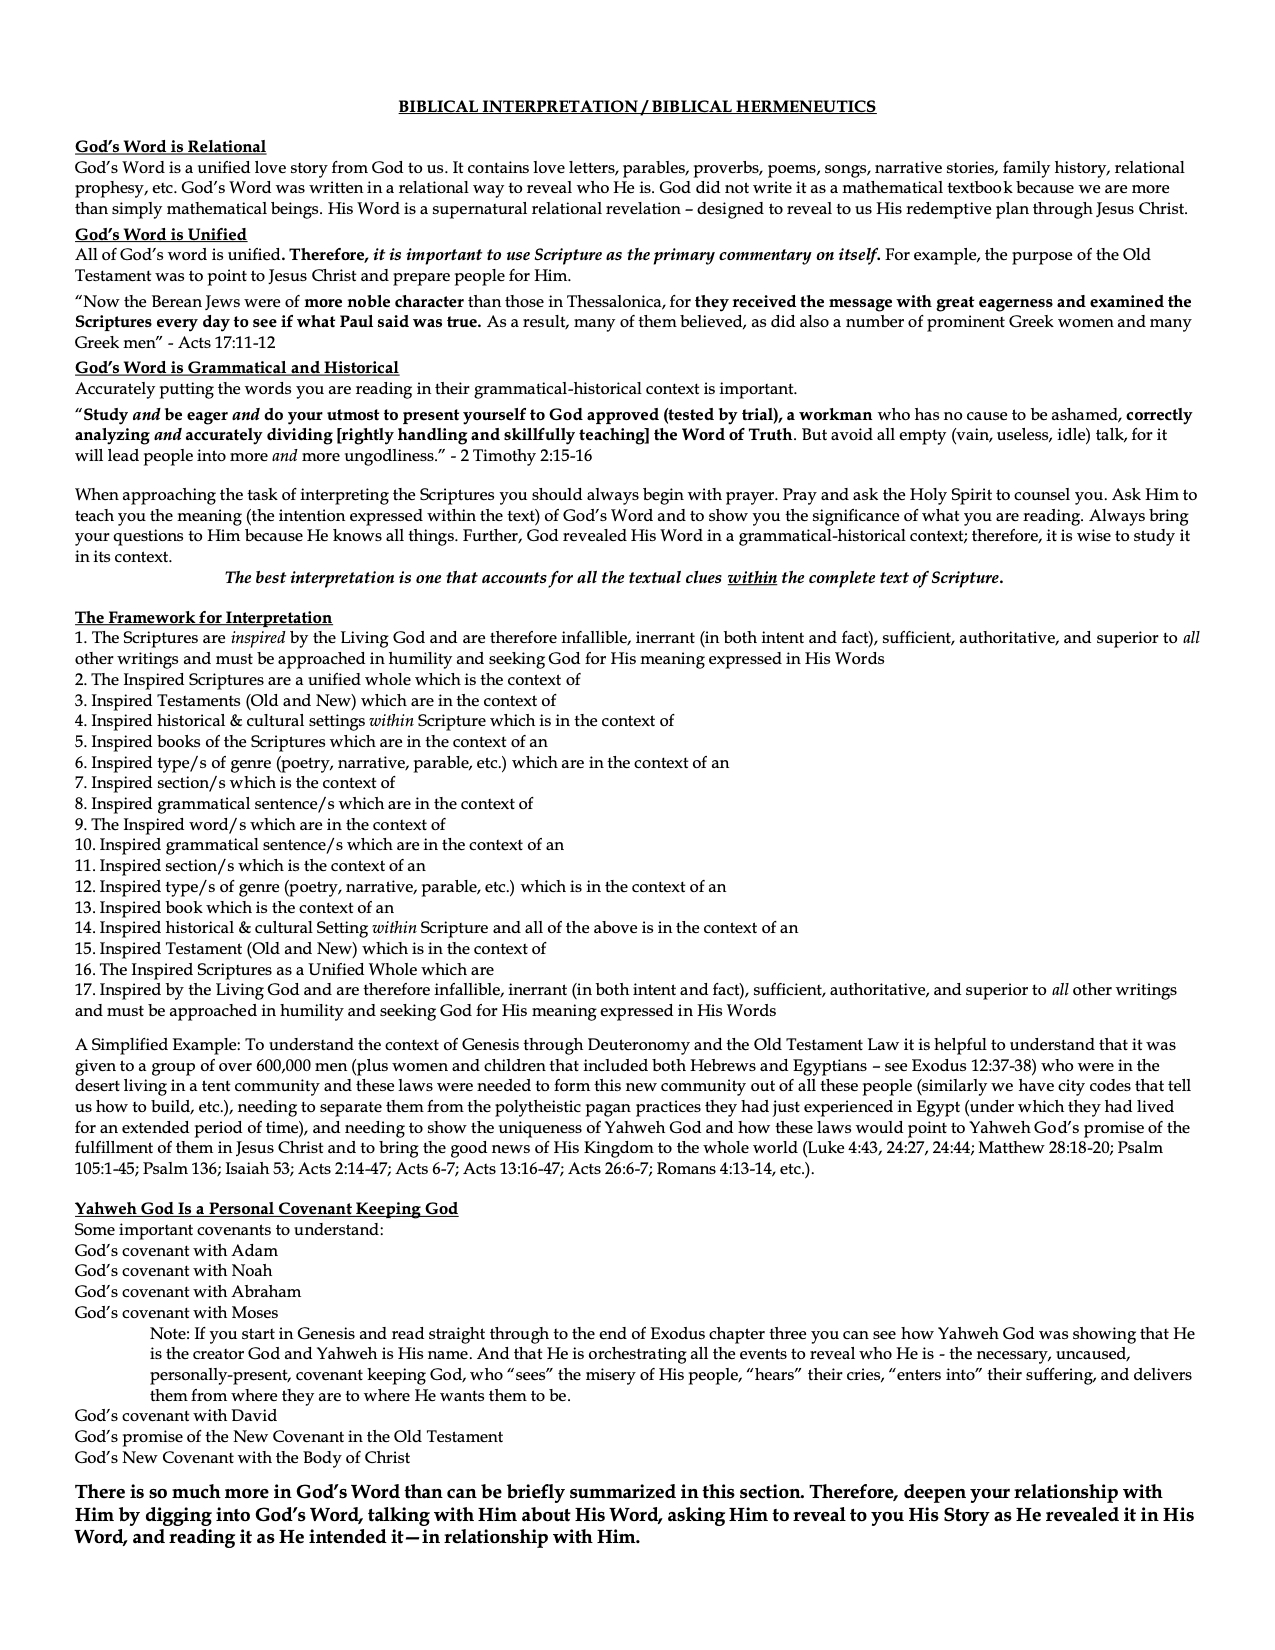 BIBLICAL INTERPRETATION / BIBLICAL HERMENEUTICS
God’s Word is Relational
God’s Word is a unified love story from God to us. It contains love letters, parables, proverbs, poems, songs, narrative stories, family history, relational
prophesy, etc. God’s Word was written in a relational way to reveal who He is. God did not write it as a mathematical textbook because we are more
than simply mathematical beings. His Word is a supernatural relational revelation – designed to reveal to us His redemptive plan through Jesus Christ.
God’s Word is Unified
All of God’s word is unified. Therefore, it is important to use Scripture as the primary commentary on itself. For example, the purpose of the Old
Testament was to point to Jesus Christ and prepare people for Him.
“Now the Berean Jews were of more noble character than those in Thessalonica, for they received the message with great eagerness and examined the
Scriptures every day to see if what Paul said was true. As a result, many of them believed, as did also a number of prominent Greek women and many
Greek men” - Acts 17:11-12
God’s Word is Grammatical and Historical
Accurately putting the words you are reading in their grammatical-historical context is important.
“Study and be eager and do your utmost to present yourself to God approved (tested by trial), a workman who has no cause to be ashamed, correctly
analyzing and accurately dividing [rightly handling and skillfully teaching] the Word of Truth. But avoid all empty (vain, useless, idle) talk, for it
will lead people into more and more ungodliness.” - 2 Timothy 2:15-16
When approaching the task of interpreting the Scriptures you should always begin with prayer. Pray and ask the Holy Spirit to counsel you. Ask Him to
teach you the meaning (the intention expressed within the text) of God’s Word and to show you the significance of what you are reading. Always bring
your questions to Him because He knows all things. Further, God revealed His Word in a grammatical-historical context; therefore, it is wise to study it
in its context.
The best interpretation is one that accounts for all the textual clues within the complete text of Scripture.
The Framework for Interpretation
1. The Scriptures are inspired by the Living God and are therefore infallible, inerrant (in both intent and fact), sufficient, authoritative, and superior to all
other writings and must be approached in humility and seeking God for His meaning expressed in His Words
2. The Inspired Scriptures are a unified whole which is the context of
3. Inspired Testaments (Old and New) which are in the context of
4. Inspired historical & cultural settings within Scripture which is in the context of
5. Inspired books of the Scriptures which are in the context of an
6. Inspired type/s of genre (poetry, narrative, parable, etc.) which are in the context of an
7. Inspired section/s which is the context of
8. Inspired grammatical sentence/s which are in the context of
9. The Inspired word/s which are in the context of
10. Inspired grammatical sentence/s which are in the context of an
11. Inspired section/s which is the context of an
12. Inspired type/s of genre (poetry, narrative, parable, etc.) which is in the context of an
13. Inspired book which is the context of an
14. Inspired historical & cultural Setting within Scripture and all of the above is in the context of an
15. Inspired Testament (Old and New) which is in the context of
16. The Inspired Scriptures as a Unified Whole which are
17. Inspired by the Living God and are therefore infallible, inerrant (in both intent and fact), sufficient, authoritative, and superior to all other writings
and must be approached in humility and seeking God for His meaning expressed in His Words
A Simplified Example: To understand the context of Genesis through Deuteronomy and the Old Testament Law it is helpful to understand that it was
given to a group of over 600,000 men (plus women and children that included both Hebrews and Egyptians – see Exodus 12:37-38) who were in the
desert living in a tent community and these laws were needed to form this new community out of all these people (similarly we have city codes that tell
us how to build, etc.), needing to separate them from the polytheistic pagan practices they had just experienced in Egypt (under which they had lived
for an extended period of time), and needing to show the uniqueness of Yahweh God and how these laws would point to Yahweh God’s promise of the
fulfillment of them in Jesus Christ and to bring the good news of His Kingdom to the whole world (Luke 4:43, 24:27, 24:44; Matthew 28:18-20; Psalm
105:1-45; Psalm 136; Isaiah 53; Acts 2:14-47; Acts 6-7; Acts 13:16-47; Acts 26:6-7; Romans 4:13-14, etc.).
Yahweh God Is a Personal Covenant Keeping God
Some important covenants to understand:
God’s covenant with Adam
God’s covenant with Noah
God’s covenant with Abraham
God’s covenant with Moses
Note: If you start in Genesis and read straight through to the end of Exodus chapter three you can see how Yahweh God was showing that He
is the creator God and Yahweh is His name. And that He is orchestrating all the events to reveal who He is - the necessary, uncaused,
personally-present, covenant keeping God, who “sees” the misery of His people, “hears” their cries, “enters into” their suffering, and delivers
them from where they are to where He wants them to be.
God’s covenant with David
God’s promise of the New Covenant in the Old Testament
God’s New Covenant with the Body of Christ
There is so much more in God’s Word than can be briefly summarized in this section. Therefore, deepen your relationship with
Him by digging into God’s Word, talking with Him about His Word, asking Him to reveal to you His Story as He revealed it in His
Word, and reading it as He intended it—in relationship with Him.